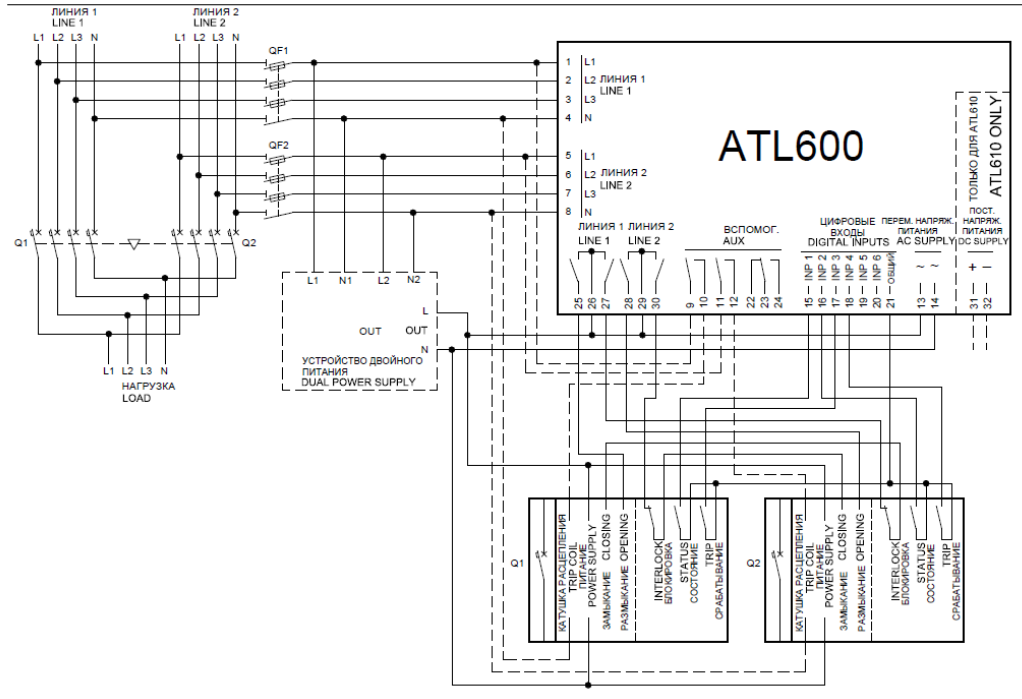 ЛИНИЯ 1
LINE 1
L1 L2 L3 N
ЛИНИЯ 2
LINE 2
L1 L2 L3 N
QF1
QF2
Q1
Q2
L1 L2 L3 N
НАГРУЗКА
LOAD
L1 N1 L2 N2
L
OUT OUT
N
УСТРОЙСТВО ДВОЙНОГО
ПИТАНИЯ
DUAL POWER SUPPLY
ATL600
1 L1
2 L2 ЛИНИЯ 1
LINE 1
3 L3
4 N
5 L1
6 L2 ЛИНИЯ 2
LINE 2
7 L3
8 N
ТОЛЬКО ДЛЯ ATL610
ATL610 ONLY
ЛИНИЯ 1 ЛИНИЯ 2
LINE 1 LINE 2
25 26 27 28 29 30
ВСПОМОГ.
AUX
9 10 11 12 22 23 24
ЦИФРОВЫЕ
ВХОДЫ
DIGITAL INPUTS
15 INP 1
16 INP 2
17 INP 3
18 INP 4
19 INP 5
20 INP 6
21 ОБЩИЙ
ПЕРЕМ. НАПРЯЖ.
ПИТАНИЯ
AC SUPPLY
~ ~
13 14
ПОСТ.
НАПРЯЖ.
ПИТАНИЯ
DC SUPPLY
+ –
31 32
Q1
КАТУШКА РАСЦЕПЛЕНИЯ
TRIP COIL
ПИТАНИЕ
POWER SUPPLY
ЗАМЫКАНИЕ CLOSING
РАЗМЫКАНИЕ OPENING
INTERLOCK
БЛОКИРОВКА
STATUS
СОСТОЯНИЕ
TRIP
СРАБАТЫВАНИЕ
Q2
КАТУШКА РАСЦЕПЛЕНИЯ
TRIP COIL
ПИТАНИЕ
POWER SUPPLY
ЗАМЫКАНИЕ CLOSING
РАЗМЫКАНИЕ OPENING
INTERLOCK
БЛОКИРОВКА
STATUS
СОСТОЯНИЕ
TRIP
СРАБАТЫВАНИЕ